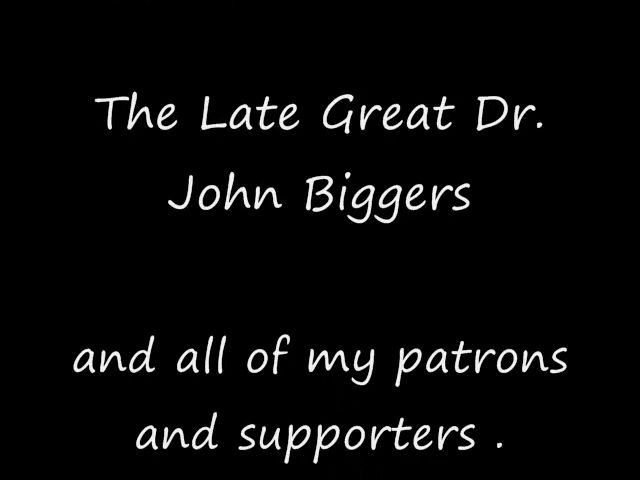 The Late Great Dr.
John Biggers
and all of my patrons
and supporters .